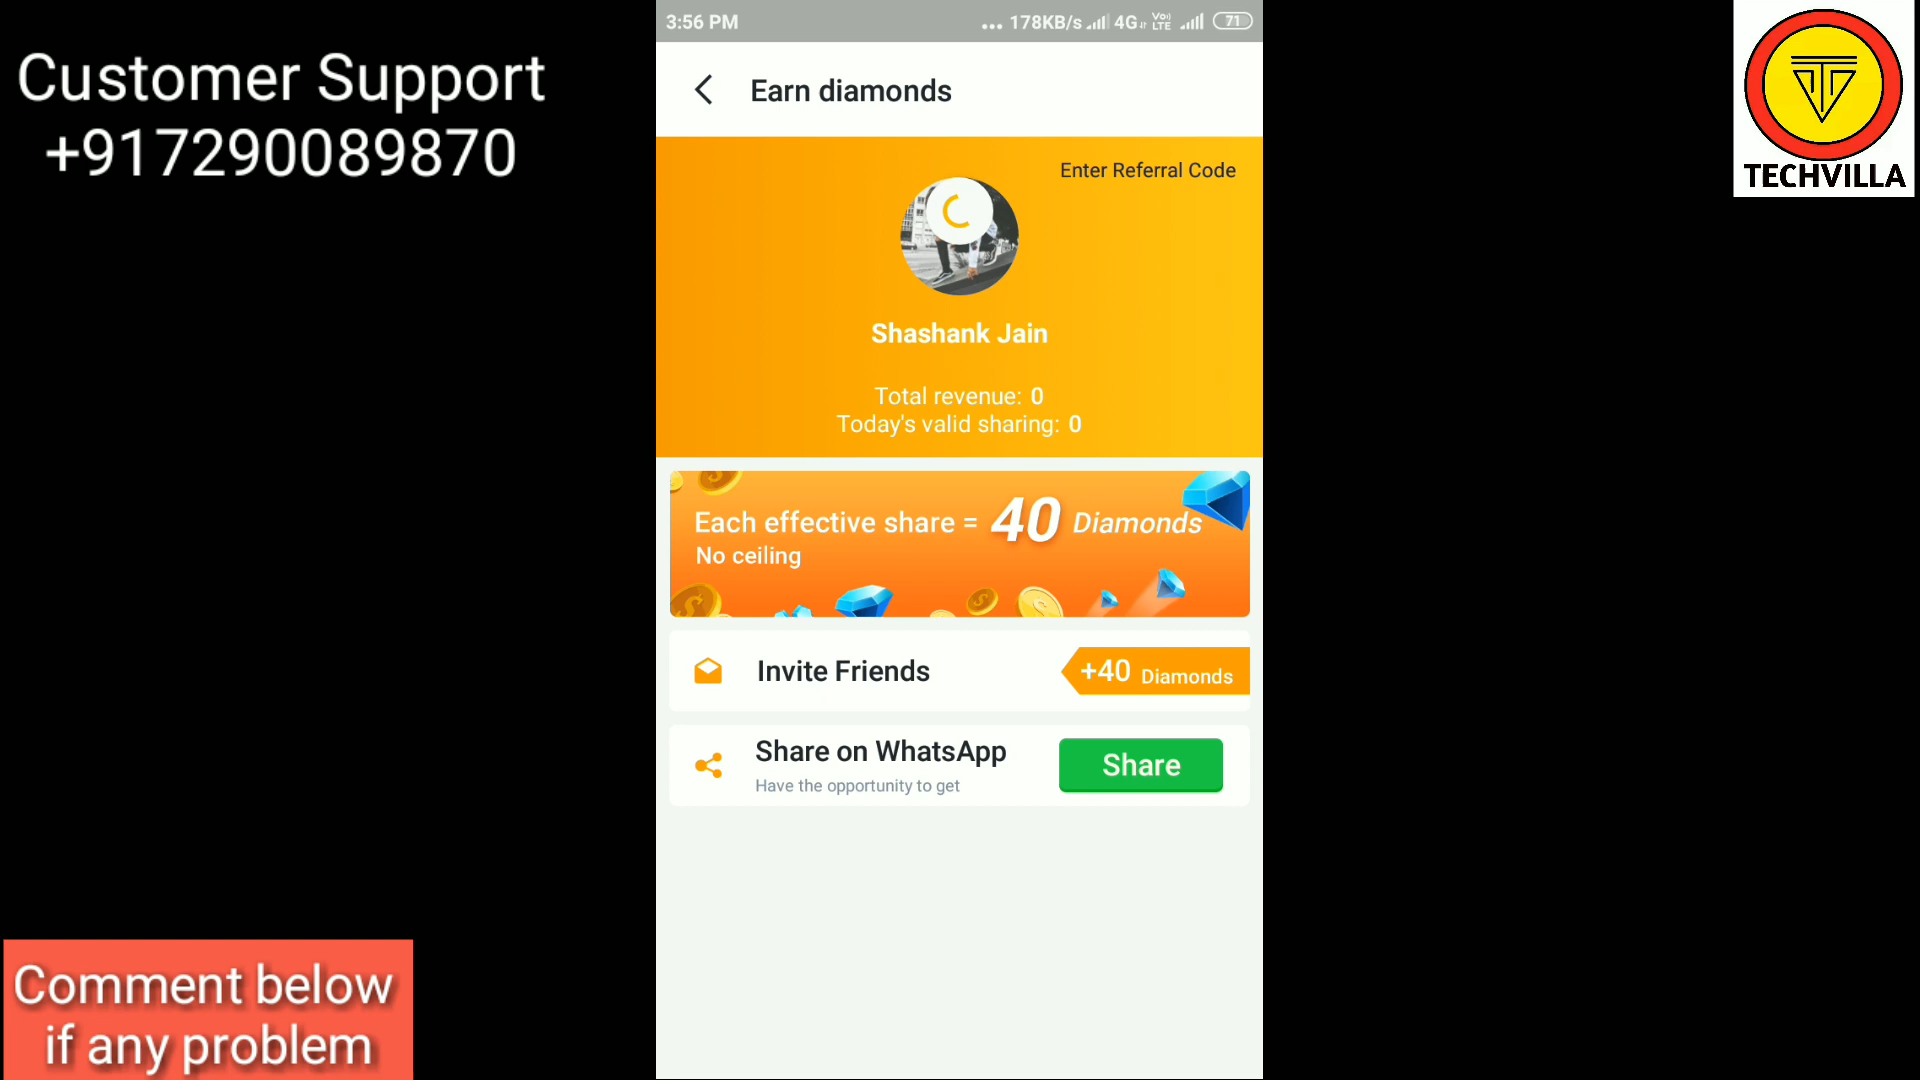 Customer Support
+917290089870
3:56 PM
178KB/s 4G VoLTE 71
TECHVILLA
Earn diamonds
Enter Referral Code
Shashank Jain
Total revenue: 0
Today's valid sharing: 0
Each effective share = 40 Diamonds
No ceiling
Invite Friends
+40 Diamonds
Share on WhatsApp
Have the opportunity to get
Share
Comment below
if any problem